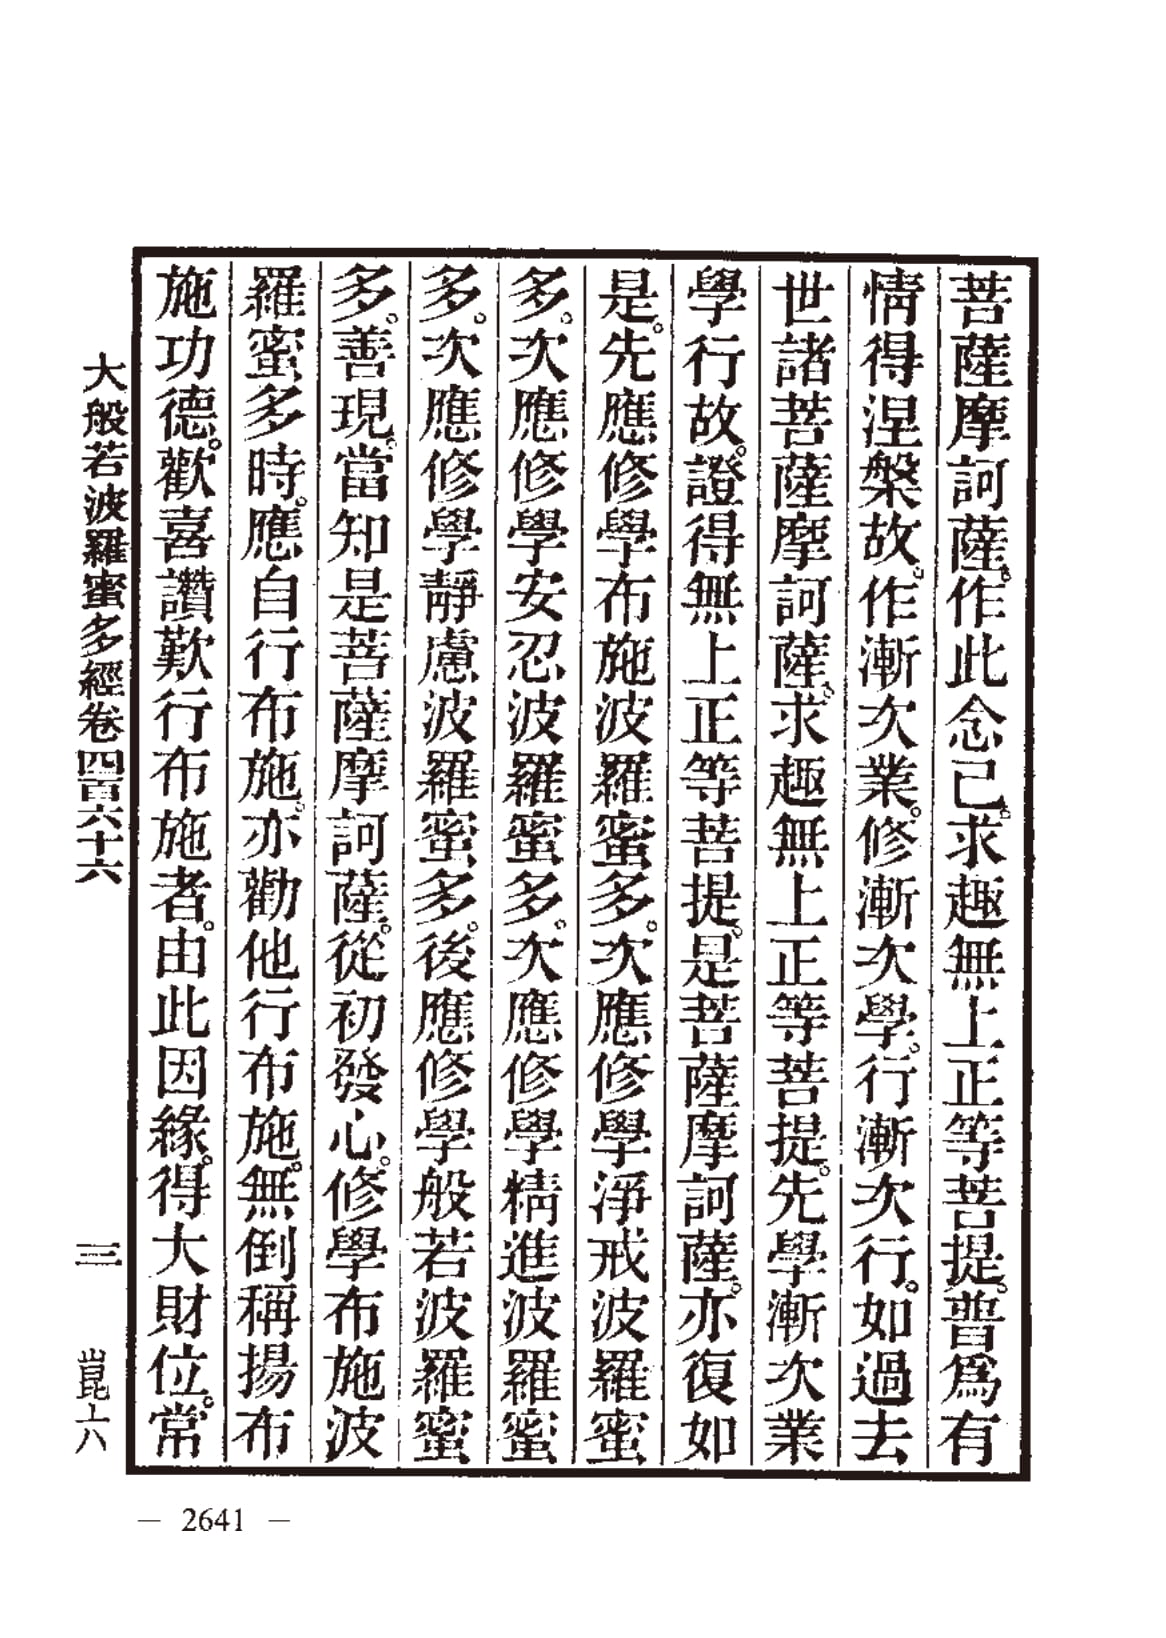 菩薩摩訶薩。作此念已。求趣無上正等菩提。普爲有
情得涅槃故。作漸次業。修漸次學。行漸次行。如過去
世諸菩薩摩訶薩。求趣無上正等菩提。先學漸次業
學行故。證得無上正等菩提。是菩薩摩訶薩。亦復如
是。先應修學布施波羅蜜多。次應修學淨戒波羅蜜
多。次應修學安忍波羅蜜多。次應修學精進波羅蜜
多。次應修學靜慮波羅蜜多。後應修學般若波羅蜜
多。善現。當知是菩薩摩訶薩。從初發心。修學布施波
羅蜜多時。應自行布施。亦勸他行布施。無倒稱揚布
施功德。歡喜讚歎行布施者。由此因緣。得大財位。常
大般若波羅蜜多經卷四百六十六 三 崑上六
— 2641 —